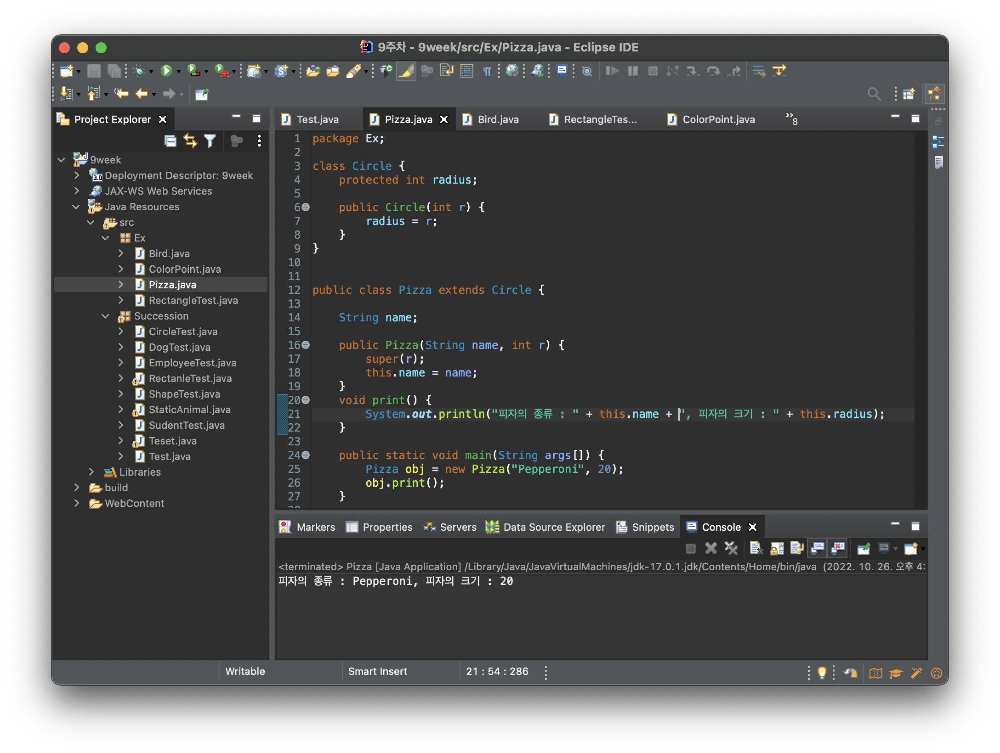 9주차 - 9week/src/Ex/Pizza.java - Eclipse IDE
Project Explorer
9week
Deployment Descriptor: 9week
JAX-WS Web Services
Java Resources
src
Ex
Bird.java
ColorPoint.java
Pizza.java
RectangleTest.java
Succession
CircleTest.java
DogTest.java
EmployeeTest.java
RectanleTest.java
ShapeTest.java
StaticAnimal.java
SudentTest.java
Teset.java
Test.java
Libraries
build
WebContent
Test.java Pizza.java Bird.java RectangleTes... ColorPoint.java »8
1 package Ex;
2
3 class Circle {
4 protected int radius;
5
6 public Circle(int r) {
7 radius = r;
8 }
9 }
10
11
12 public class Pizza extends Circle {
13
14 String name;
15
16 public Pizza(String name, int r) {
17 super(r);
18 this.name = name;
19 }
20 void print() {
21 System.out.println("피자의 종류 : " + this.name + ", 피자의 크기 : " + this.radius);
22 }
23
24 public static void main(String args[]) {
25 Pizza obj = new Pizza("Pepperoni", 20);
26 obj.print();
27 }
Markers Properties Servers Data Source Explorer Snippets Console
<terminated> Pizza [Java Application] /Library/Java/JavaVirtualMachines/jdk-17.0.1.jdk/Contents/Home/bin/java (2022. 10. 26. 오후 4:
피자의 종류 : Pepperoni, 피자의 크기 : 20
Writable Smart Insert 21 : 54 : 286